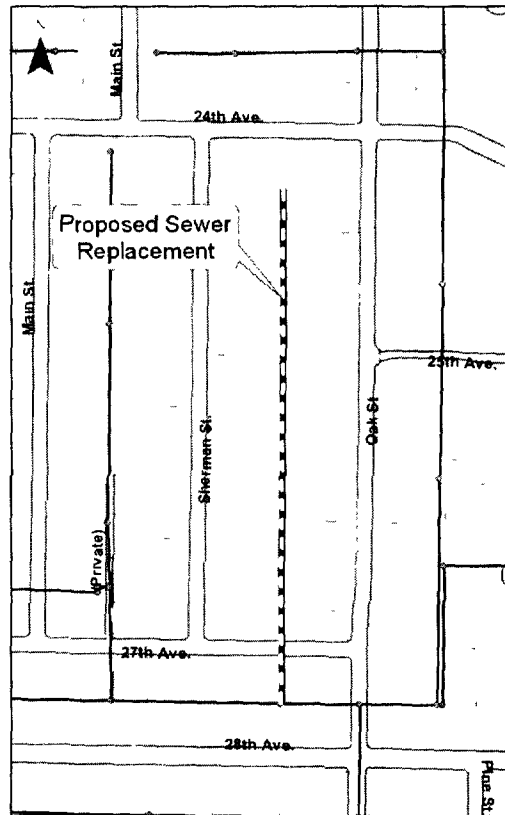 Main St
24th Ave.
Proposed Sewer
Replacement
Main St.
25th Ave.
Oak St
Sherman St.
(Private)
27th Ave.
28th Ave.
Pine St.